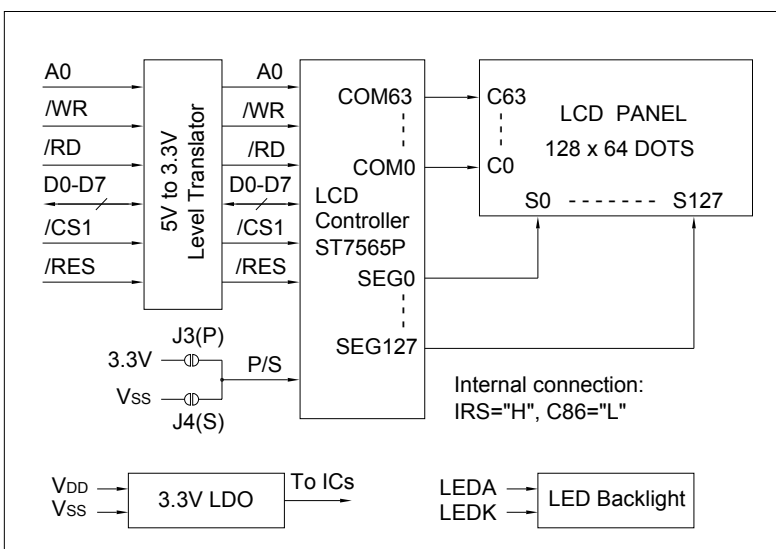 A0
/WR
/RD
D0-D7
/CS1
/RES
5V to 3.3V
Level Translator
A0
/WR
/RD
D0-D7
/CS1
/RES
COM63
COM0
LCD
Controller
ST7565P
SEG0
SEG127
C63
C0
LCD PANEL
128 x 64 DOTS
S0 - - - - - - - S127
J3(P)
3.3V
P/S
VSS
J4(S)
Internal connection:
IRS="H", C86="L"
VDD
VSS
3.3V LDO
To ICs
LEDA
LEDK
LED Backlight